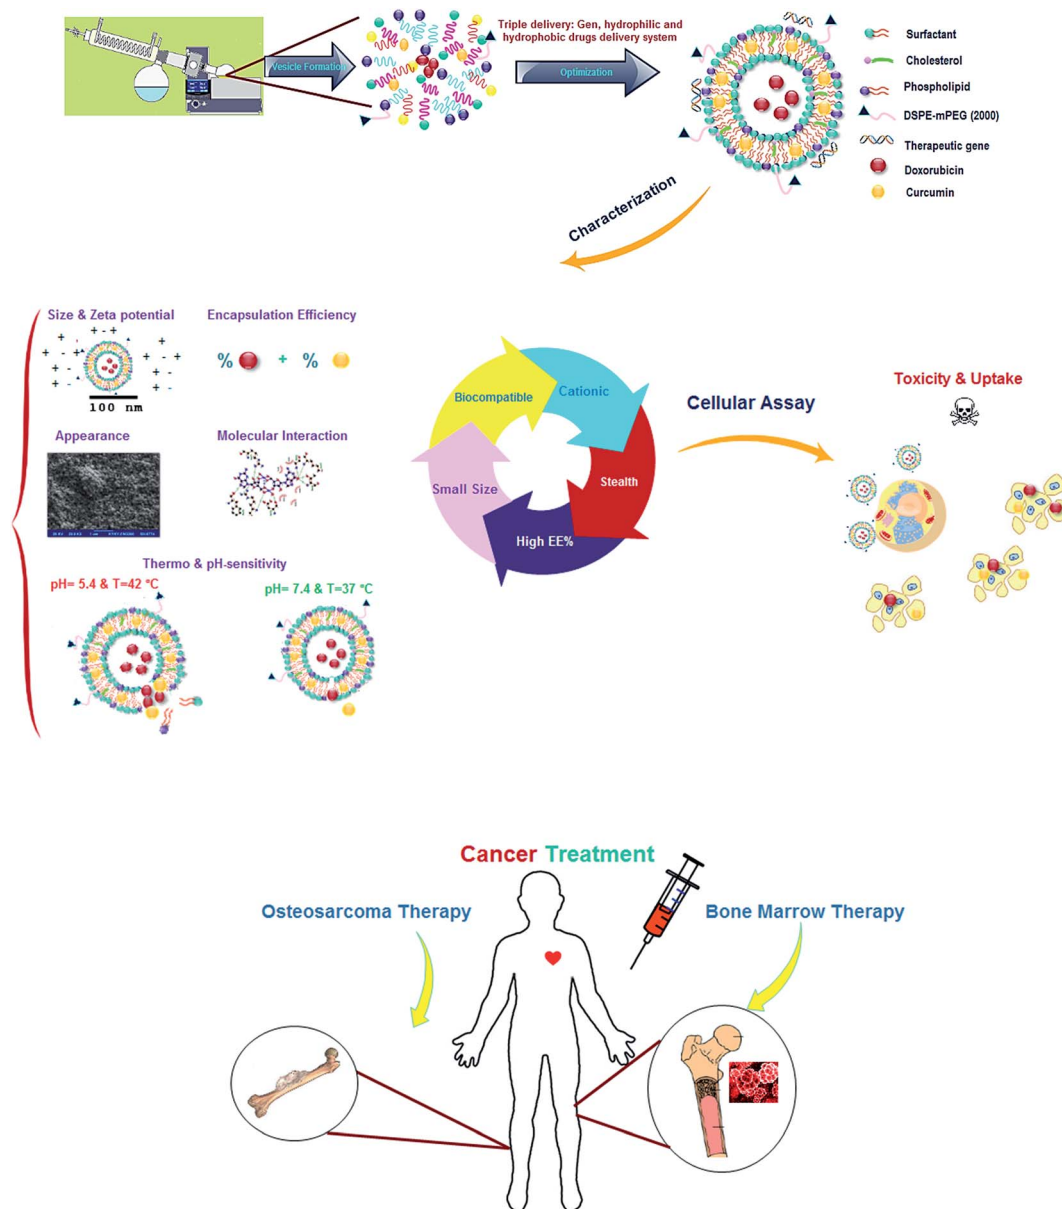 Triple delivery: Gen, hydrophilic and
hydrophobic drugs delivery system
Vesicle Formation
Optimization
Surfactant
Cholesterol
Phospholipid
DSPE-mPEG (2000)
Therapeutic gene
Doxorubicin
Curcumin
Characterization
Size & Zeta potential
Encapsulation Efficiency
+ - + -
% + %
100 nm
Appearance
Molecular Interaction
Thermo & pH-sensitivity
pH= 5.4 & T=42 °C
pH= 7.4 & T=37 °C
Biocompatible
Cationic
Stealth
High EE%
Small Size
Cellular Assay
Toxicity & Uptake
Cancer Treatment
Osteosarcoma Therapy
Bone Marrow Therapy